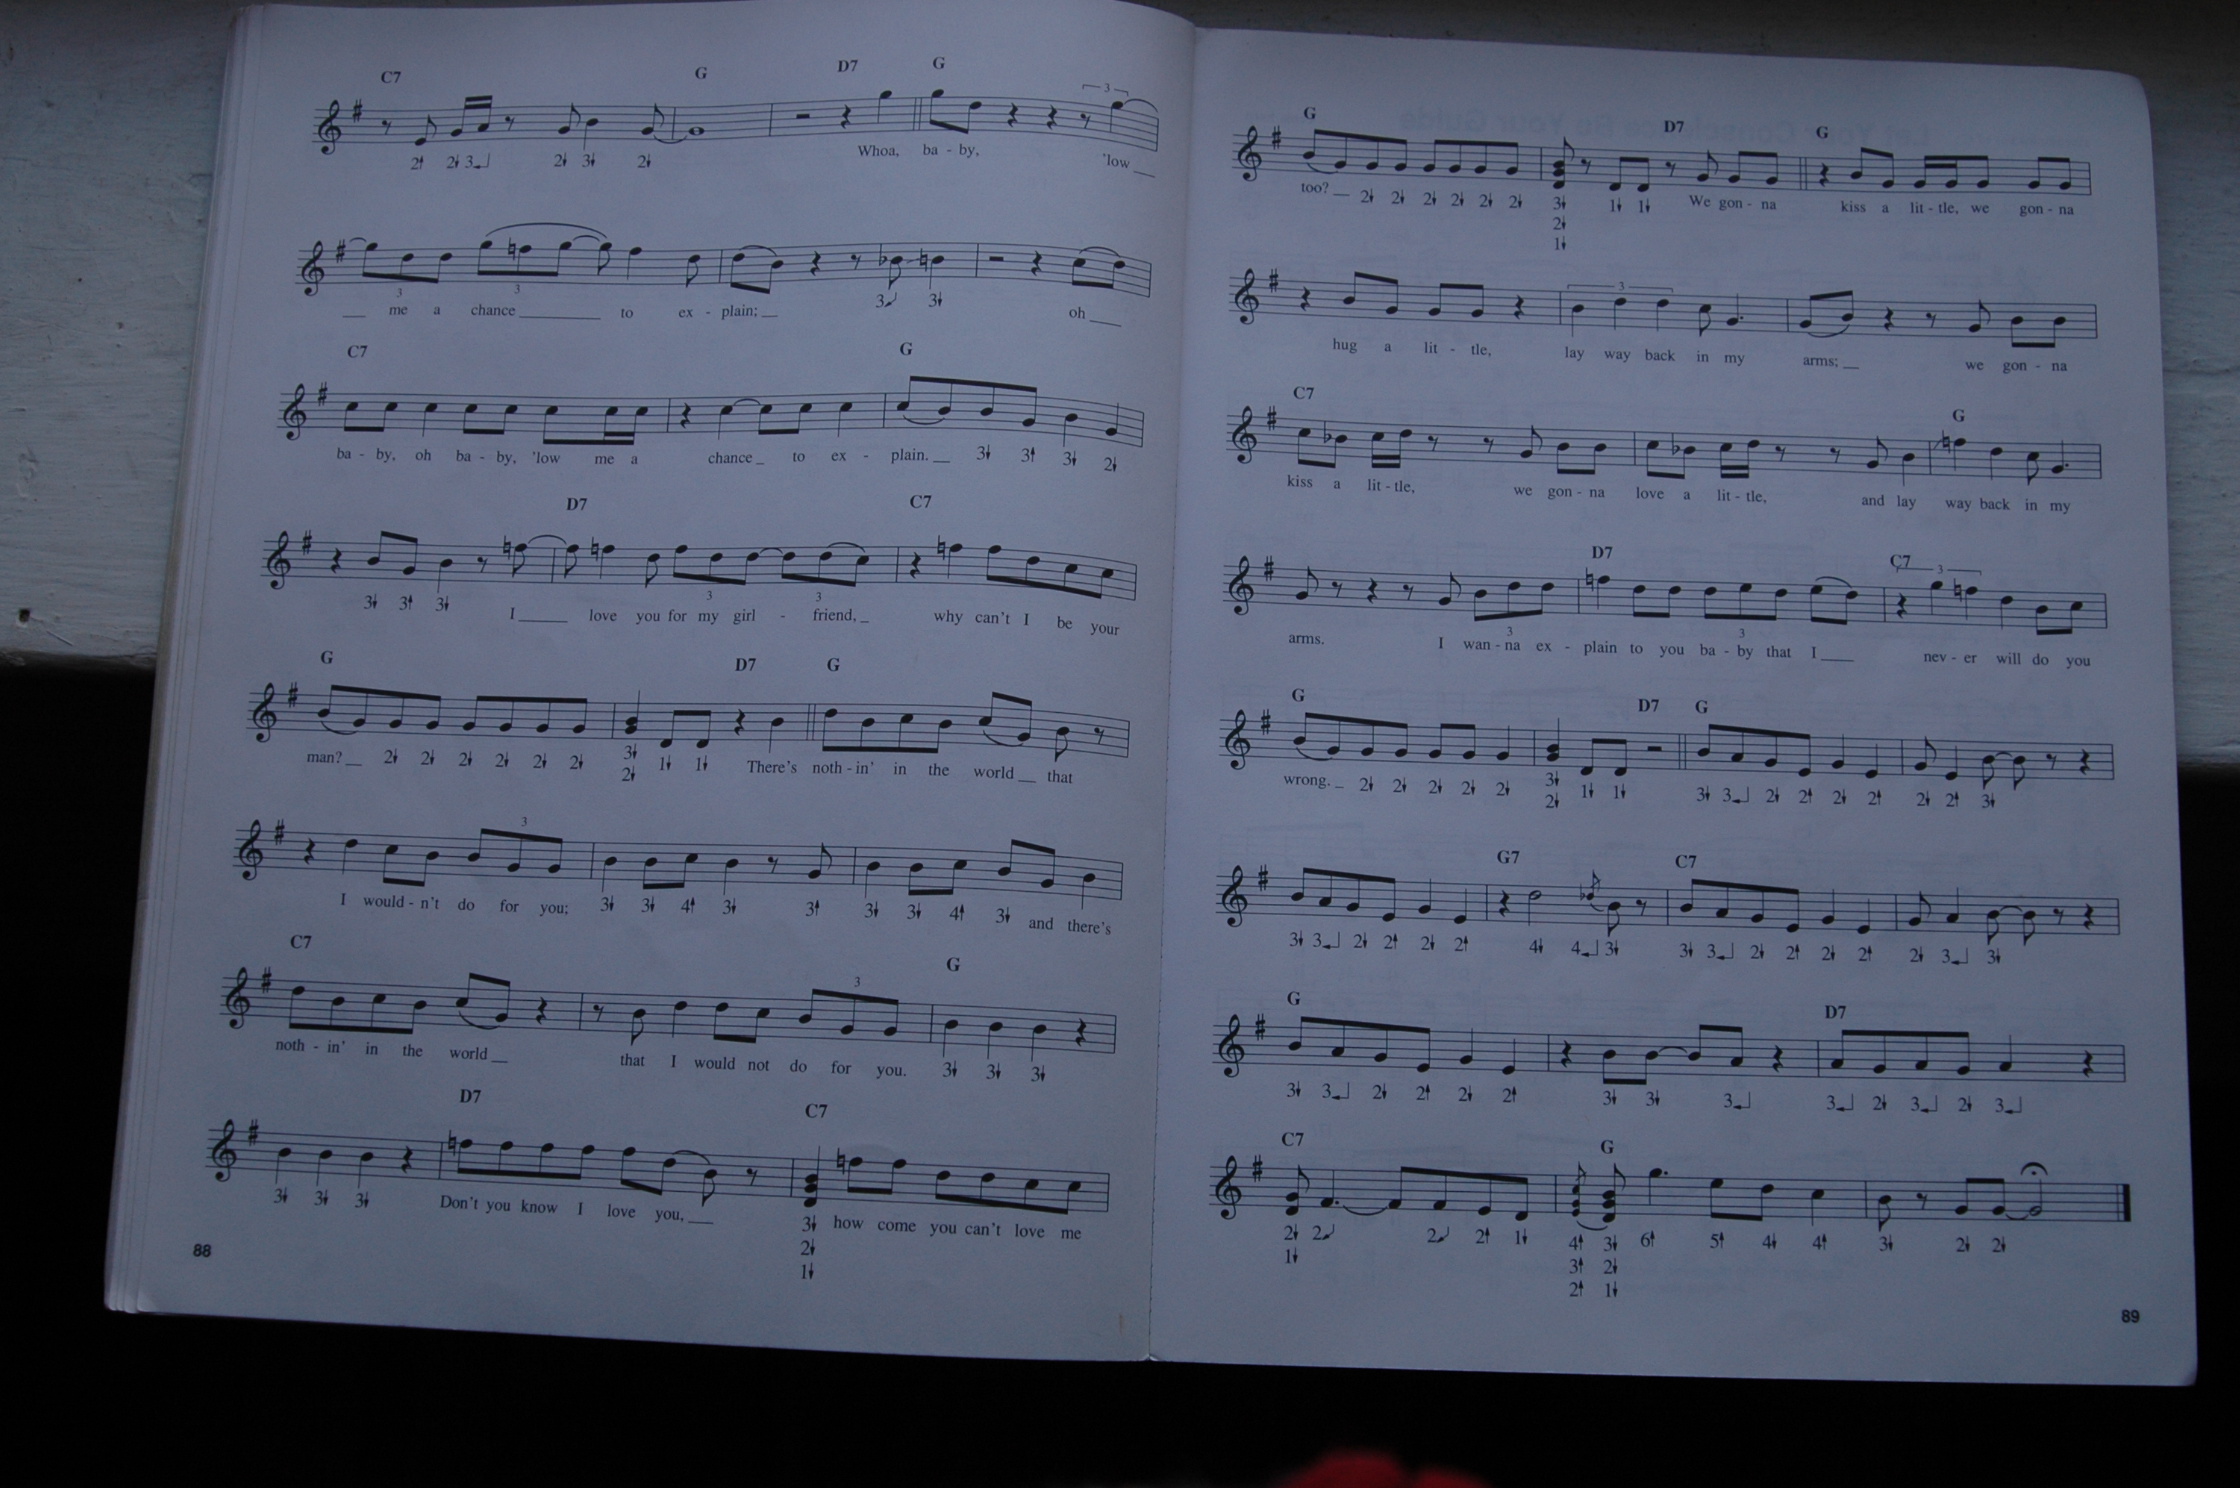 C7 G D7 G
3
2 2 3 2 3 2 Whoa, ba - by, 'low
3 3
me a chance to ex - plain; 3 3 oh
C7 G
ba - by, oh ba - by, 'low me a chance to ex - plain. 3 3 3 2
D7 C7
3 3 3 I love you for my girl - friend, why can't I be your
3 3
G D7 G
man? 2 2 2 2 2 2 3 1 1 There's noth - in' in the world that
2
3
I would - n't do for you; 3 3 4 3 3 3 3 4 3 and there's
C7 G
3
noth - in' in the world that I would not do for you. 3 3 3
D7 C7
3 3 3 Don't you know I love you, 3 how come you can't love me
2
1
88
G D7 G
too? 2 2 2 2 2 2 3 1 1 We gon - na kiss a lit - tle, we gon - na
2
1
3
hug a lit - tle, lay way back in my arms; we gon - na
C7 G
kiss a lit - tle, we gon - na love a lit - tle, and lay way back in my
D7 C7
3
3 3
arms. I wan - na ex - plain to you ba - by that I nev - er will do you
G D7 G
wrong. 2 2 2 2 2 3 1 1 3 3 2 2 2 2 2 2 3
2
G7 C7
3 3 2 2 2 2 4 4 3 3 3 2 2 2 2 2 3 3
G D7
3 3 2 2 2 2 3 3 3 3 2 3 2 3
C7 G
2 2 2 2 1 4 3 6 5 4 4 3 2 2
1 3 2
2 1
89